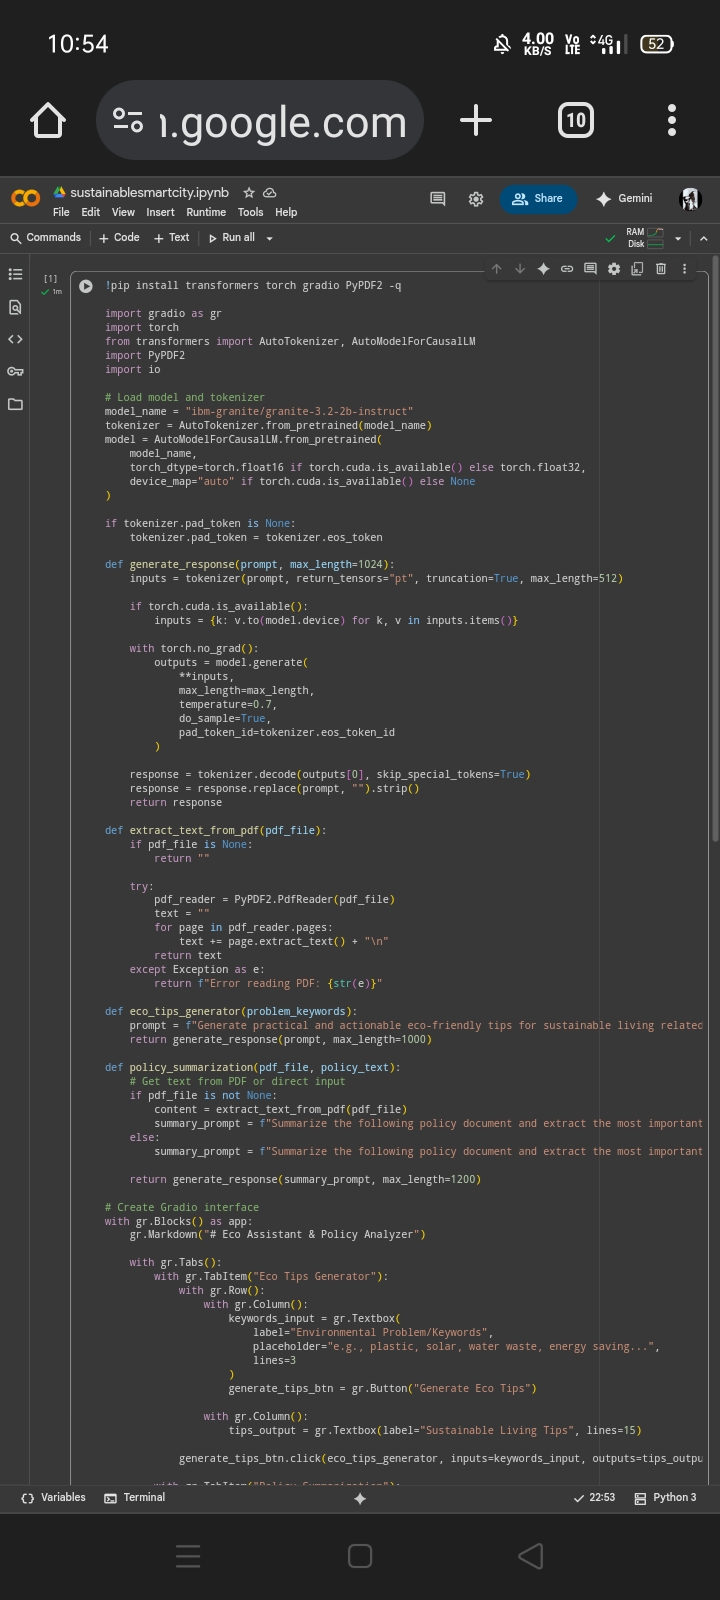 10:54
4.00 KB/S Vo LTE 4G 52
n.google.com 10
sustainablesmartcity.ipynb
Share Gemini
File Edit View Insert Runtime Tools Help
Commands + Code + Text Run all
RAM
Disk
[1]
1m
!pip install transformers torch gradio PyPDF2 -q
import gradio as gr
import torch
from transformers import AutoTokenizer, AutoModelForCausalLM
import PyPDF2
import io
# Load model and tokenizer
model_name = "ibm-granite/granite-3.2-2b-instruct"
tokenizer = AutoTokenizer.from_pretrained(model_name)
model = AutoModelForCausalLM.from_pretrained(
    model_name,
    torch_dtype=torch.float16 if torch.cuda.is_available() else torch.float32,
    device_map="auto" if torch.cuda.is_available() else None
)
if tokenizer.pad_token is None:
    tokenizer.pad_token = tokenizer.eos_token
def generate_response(prompt, max_length=1024):
    inputs = tokenizer(prompt, return_tensors="pt", truncation=True, max_length=512)
    if torch.cuda.is_available():
        inputs = {k: v.to(model.device) for k, v in inputs.items()}
    with torch.no_grad():
        outputs = model.generate(
            **inputs,
            max_length=max_length,
            temperature=0.7,
            do_sample=True,
            pad_token_id=tokenizer.eos_token_id
        )
    response = tokenizer.decode(outputs[0], skip_special_tokens=True)
    response = response.replace(prompt, "").strip()
    return response
def extract_text_from_pdf(pdf_file):
    if pdf_file is None:
        return ""
    try:
        pdf_reader = PyPDF2.PdfReader(pdf_file)
        text = ""
        for page in pdf_reader.pages:
            text += page.extract_text() + "\n"
        return text
    except Exception as e:
        return f"Error reading PDF: {str(e)}"
def eco_tips_generator(problem_keywords):
    prompt = f"Generate practical and actionable eco-friendly tips for sustainable living related
    return generate_response(prompt, max_length=1000)
def policy_summarization(pdf_file, policy_text):
    # Get text from PDF or direct input
    if pdf_file is not None:
        content = extract_text_from_pdf(pdf_file)
        summary_prompt = f"Summarize the following policy document and extract the most important
    else:
        summary_prompt = f"Summarize the following policy document and extract the most important
    return generate_response(summary_prompt, max_length=1200)
# Create Gradio interface
with gr.Blocks() as app:
    gr.Markdown("# Eco Assistant & Policy Analyzer")
    with gr.Tabs():
        with gr.TabItem("Eco Tips Generator"):
            with gr.Row():
                with gr.Column():
                    keywords_input = gr.Textbox(
                        label="Environmental Problem/Keywords",
                        placeholder="e.g., plastic, solar, water waste, energy saving...",
                        lines=3
                    )
                    generate_tips_btn = gr.Button("Generate Eco Tips")
                with gr.Column():
                    tips_output = gr.Textbox(label="Sustainable Living Tips", lines=15)
            generate_tips_btn.click(eco_tips_generator, inputs=keywords_input, outputs=tips_outpu
Variables Terminal 22:53 Python 3